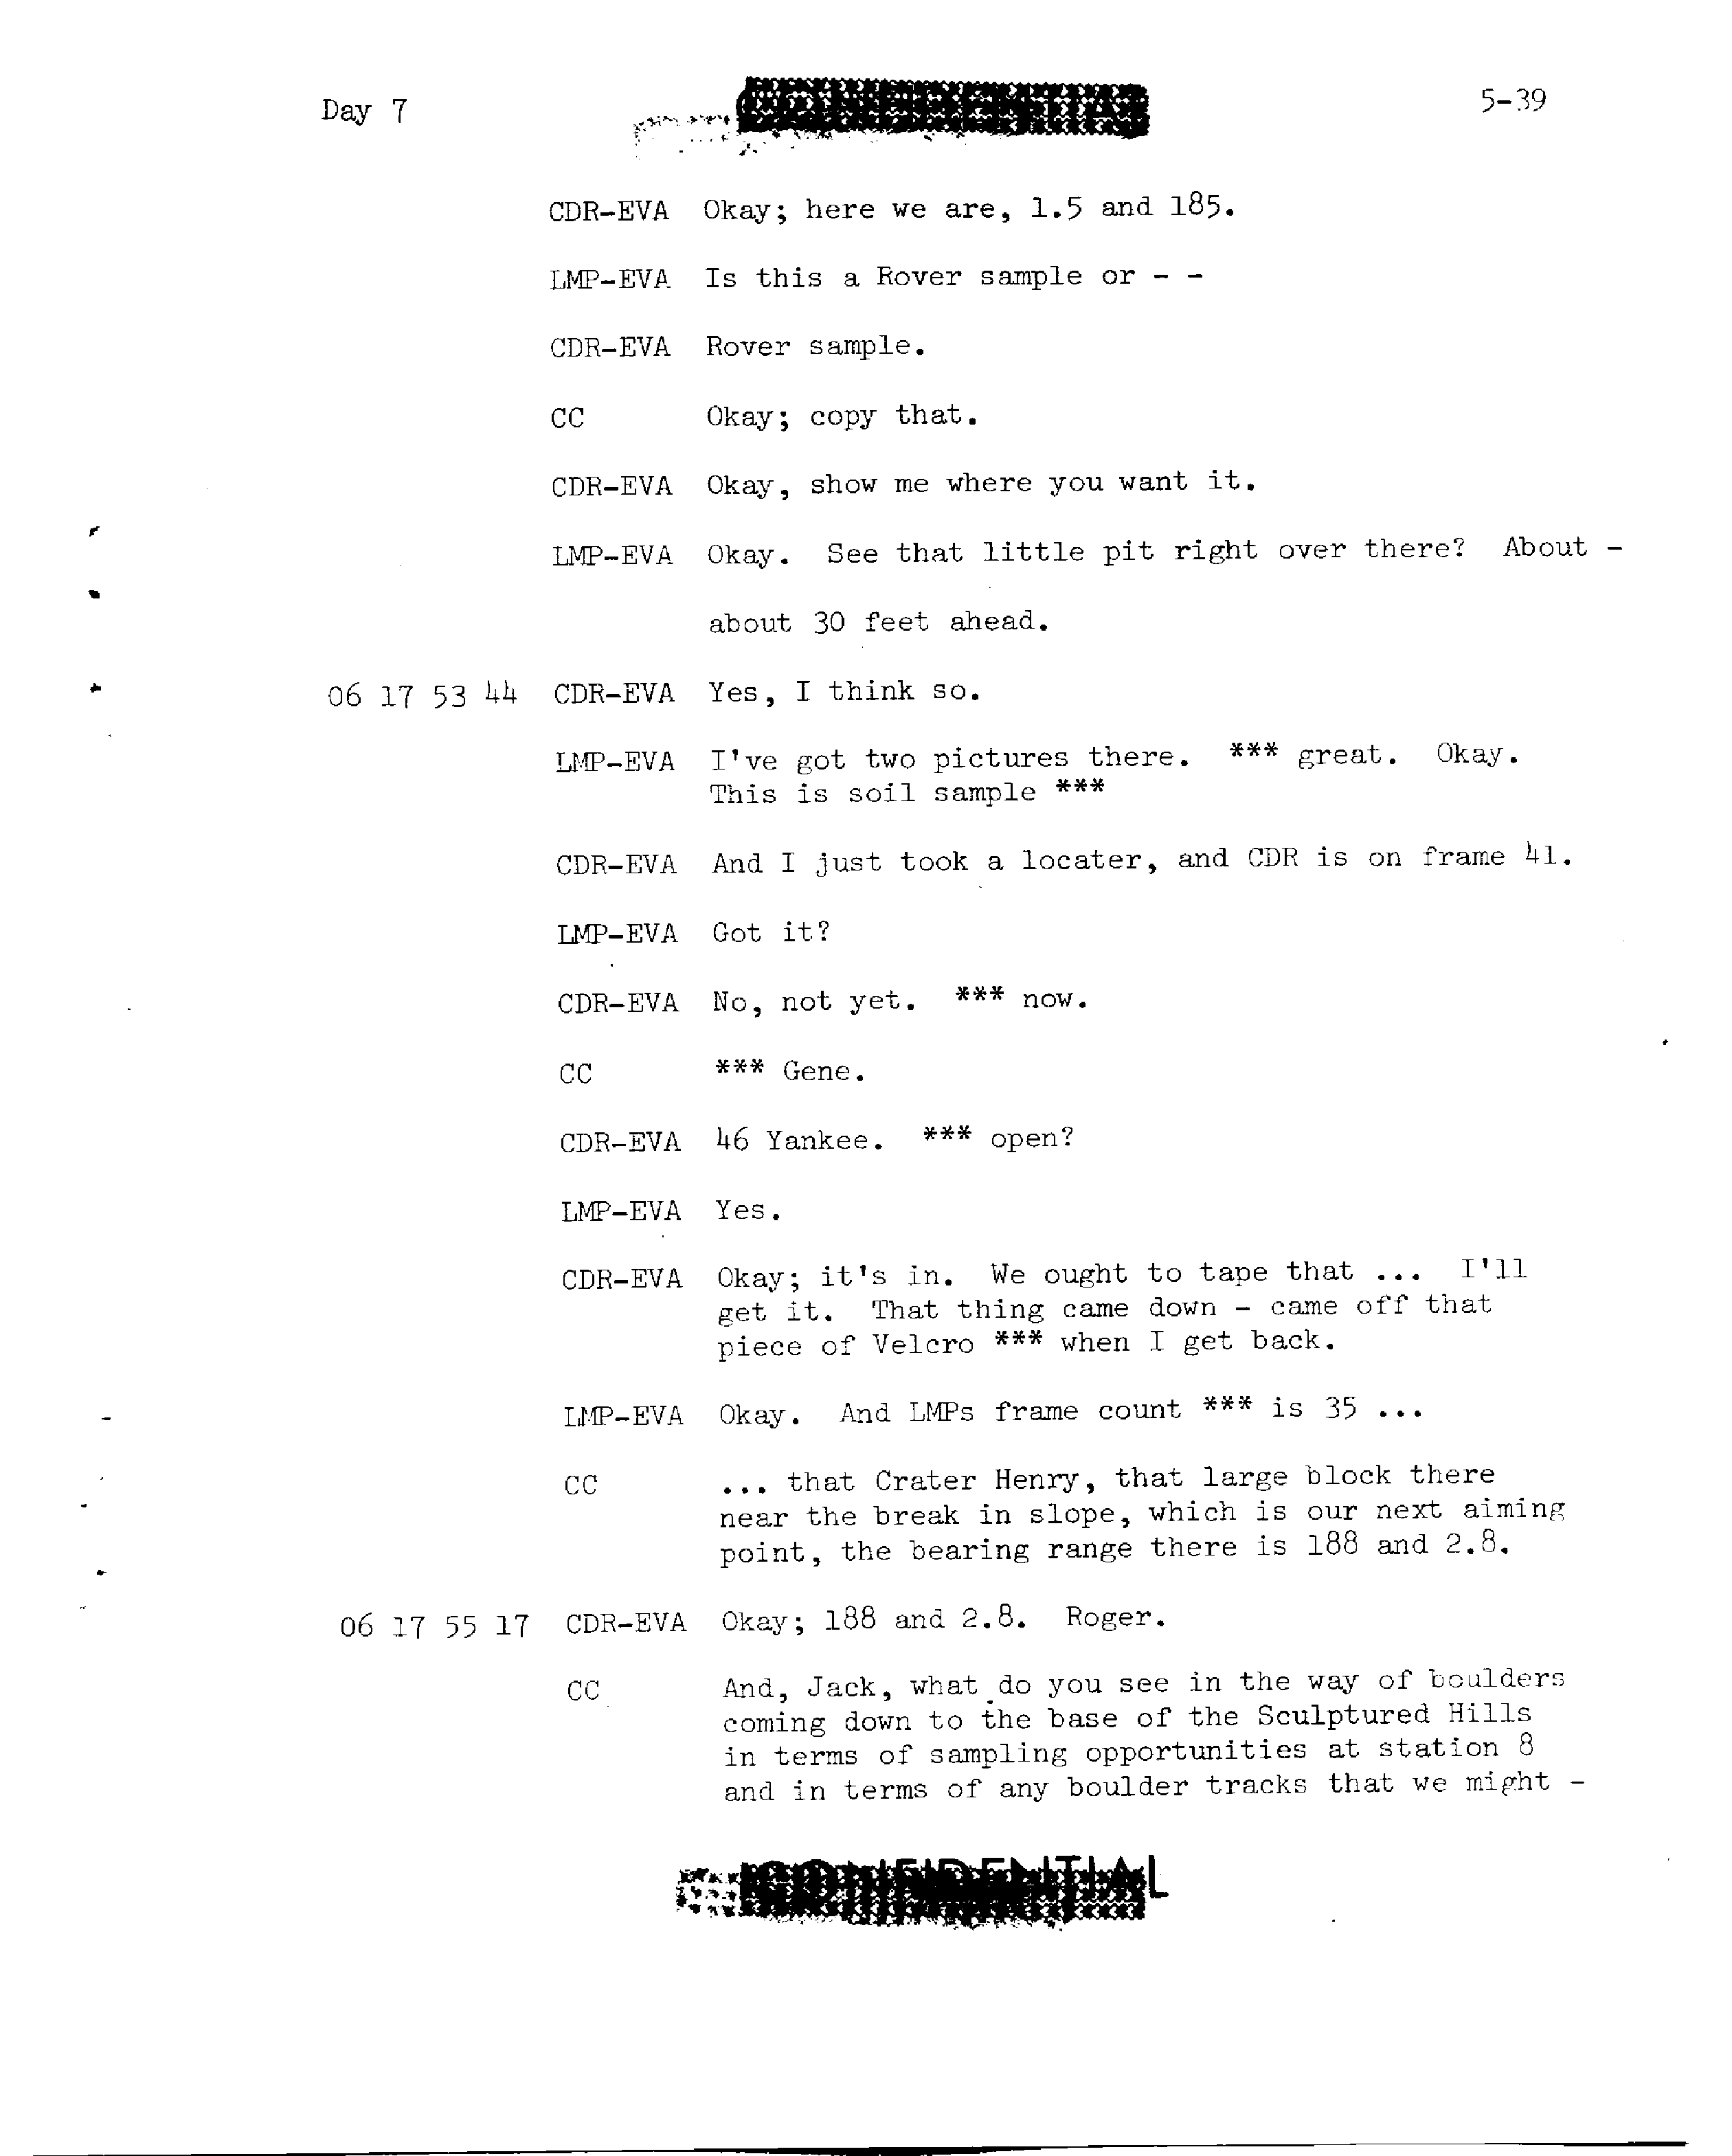 Day 7
CONFIDENTIAL
5-39
CDR-EVA Okay; here we are, 1.5 and 185.
LMP-EVA Is this a Rover sample or - -
CDR-EVA Rover sample.
CC Okay; copy that.
CDR-EVA Okay, show me where you want it.
LMP-EVA Okay. See that little pit right over there? About -
about 30 feet ahead.
06 17 53 44 CDR-EVA Yes, I think so.
LMP-EVA I've got two pictures there. *** great. Okay.
This is soil sample ***
CDR-EVA And I just took a locater, and CDR is on frame 41.
LMP-EVA Got it?
CDR-EVA No, not yet. *** now.
CC *** Gene.
CDR-EVA 46 Yankee. *** open?
LMP-EVA Yes.
CDR-EVA Okay; it's in. We ought to tape that ... I'll
get it. That thing came down - came off that
piece of Velcro *** when I get back.
LMP-EVA Okay. And LMPs frame count *** is 35 ...
CC ... that Crater Henry, that large block there
near the break in slope, which is our next aiming
point, the bearing range there is 188 and 2.8.
06 17 55 17 CDR-EVA Okay; 188 and 2.8. Roger.
CC And, Jack, what do you see in the way of boulders
coming down to the base of the Sculptured Hills
in terms of sampling opportunities at station 8
and in terms of any boulder tracks that we might -
CONFIDENTIAL